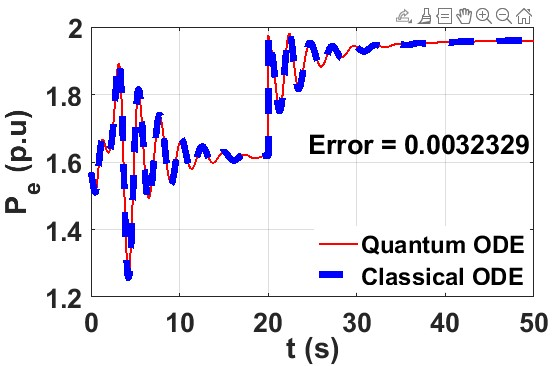 2
1.8
1.6
1.4
1.2
P_e (p.u)
Error = 0.0032329
Quantum ODE
Classical ODE
0 10 20 30 40 50
t (s)